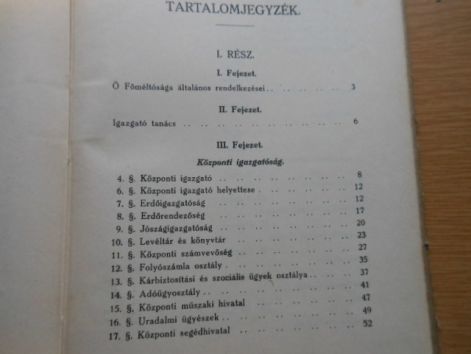 TARTALOMJEGYZÉK.
I. RÉSZ.
I. Fejezet.
Ő Főméltósága általános rendelkezései .. .. .. .. .. .. 3
II. Fejezet.
Igazgató tanács .. .. .. .. .. .. .. .. .. .. 6
III. Fejezet.
Központi igazgatóság.
4. §. Központi igazgató .. .. .. .. .. .. .. 8
6. §. Központi igazgató helyettese .. .. .. .. .. 12
7. §. Erdőigazgatóság .. .. .. .. .. .. .. 12
8. §. Erdőrendezőség .. .. .. .. .. .. .. 17
9. §. Jószágigazgatóság .. .. .. .. .. .. .. 20
10. §. Levéltár és könyvtár .. .. .. .. .. .. 23
11. §. Központi számvevőség .. .. .. .. .. .. 27
12. §. Folyószámla osztály .. .. .. .. .. .. 35
13. §. Kárbiztosítási és szociális ügyek osztálya .. .. .. 37
14. §. Adóügyosztály .. .. .. .. .. .. .. 41
15. §. Központi műszaki hivatal .. .. .. .. .. 47
16. §. Uradalmi ügyészek .. .. .. .. .. .. 49
17. §. Központi segédhivatal .. .. .. .. .. .. 52